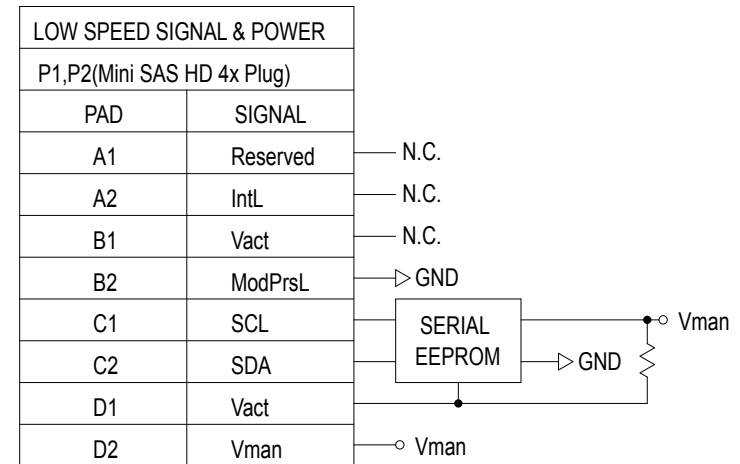 LOW SPEED SIGNAL & POWER
P1,P2(Mini SAS HD 4x Plug)
PAD SIGNAL
A1 Reserved N.C.
A2 IntL N.C.
B1 Vact N.C.
B2 ModPrsL GND
C1 SCL SERIAL Vman
C2 SDA EEPROM GND
D1 Vact
D2 Vman Vman